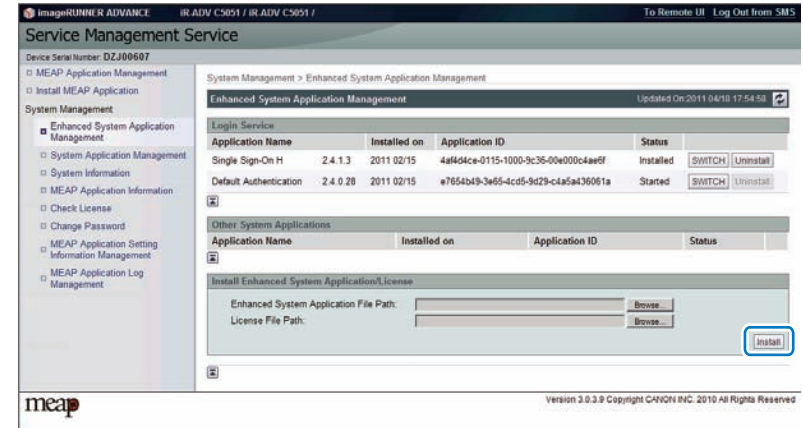 imageRUNNER ADVANCE iR ADV C5051 / iR ADV C5051 / To Remote UI Log Out from SMS
Service Management Service
Device Serial Number: DZJ00607
MEAP Application Management
Install MEAP Application
System Management
Enhanced System Application
Management
System Application Management
System Information
MEAP Application Information
Check License
Change Password
MEAP Application Setting
Information Management
MEAP Application Log
Management
System Management > Enhanced System Application Management
Enhanced System Application Management Updated On:2011 04/18 17:54:58
Login Service
Application Name Installed on Application ID Status
Single Sign-On H 2.4.1.3 2011 02/15 4af4d4ce-0115-1000-9c36-00e000c4ae6f Installed SWITCH Uninstall
Default Authentication 2.4.0.28 2011 02/15 e7654b49-3e65-4cd5-9d29-c4a5a436061a Started SWITCH Uninstall
Other System Applications
Application Name Installed on Application ID Status
Install Enhanced System Application/License
Enhanced System Application File Path: Browse...
License File Path: Browse...
Install
meap Version 3.0.3.9 Copyright CANON INC. 2010 All Rights Reserved